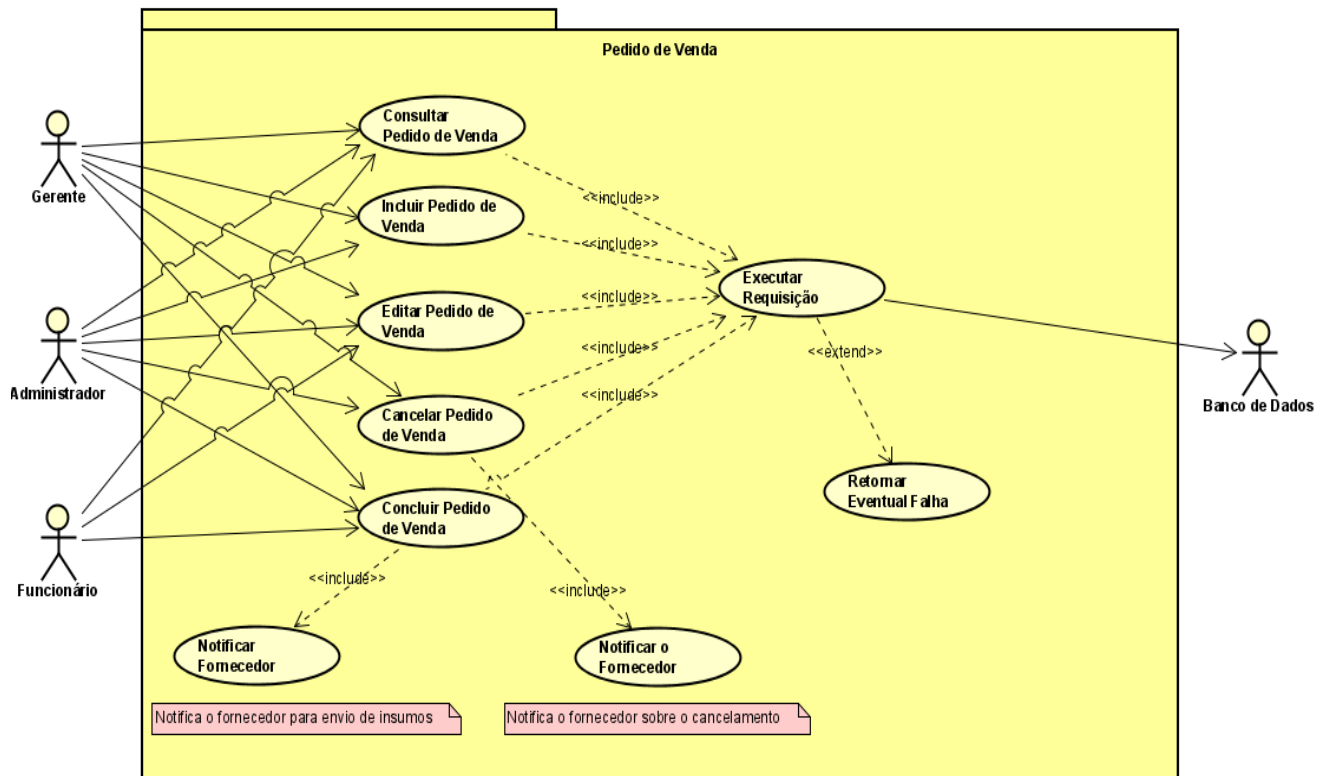 Pedido de Venda
Consultar
Pedido de Venda
Gerente
<<include>>
Incluir Pedido de
Venda
<<include>>
Executar
Requisição
Editar Pedido de
Venda
<<include>>
<<include>>
<<extend>>
Administrador
<<include>>
Banco de Dados
Cancelar Pedido
de Venda
Retornar
Eventual Falha
Concluir Pedido
de Venda
Funcionário
<<include>>
<<include>>
Notificar
Fornecedor
Notificar o
Fornecedor
Notifica o fornecedor para envio de insumos
Notifica o fornecedor sobre o cancelamento